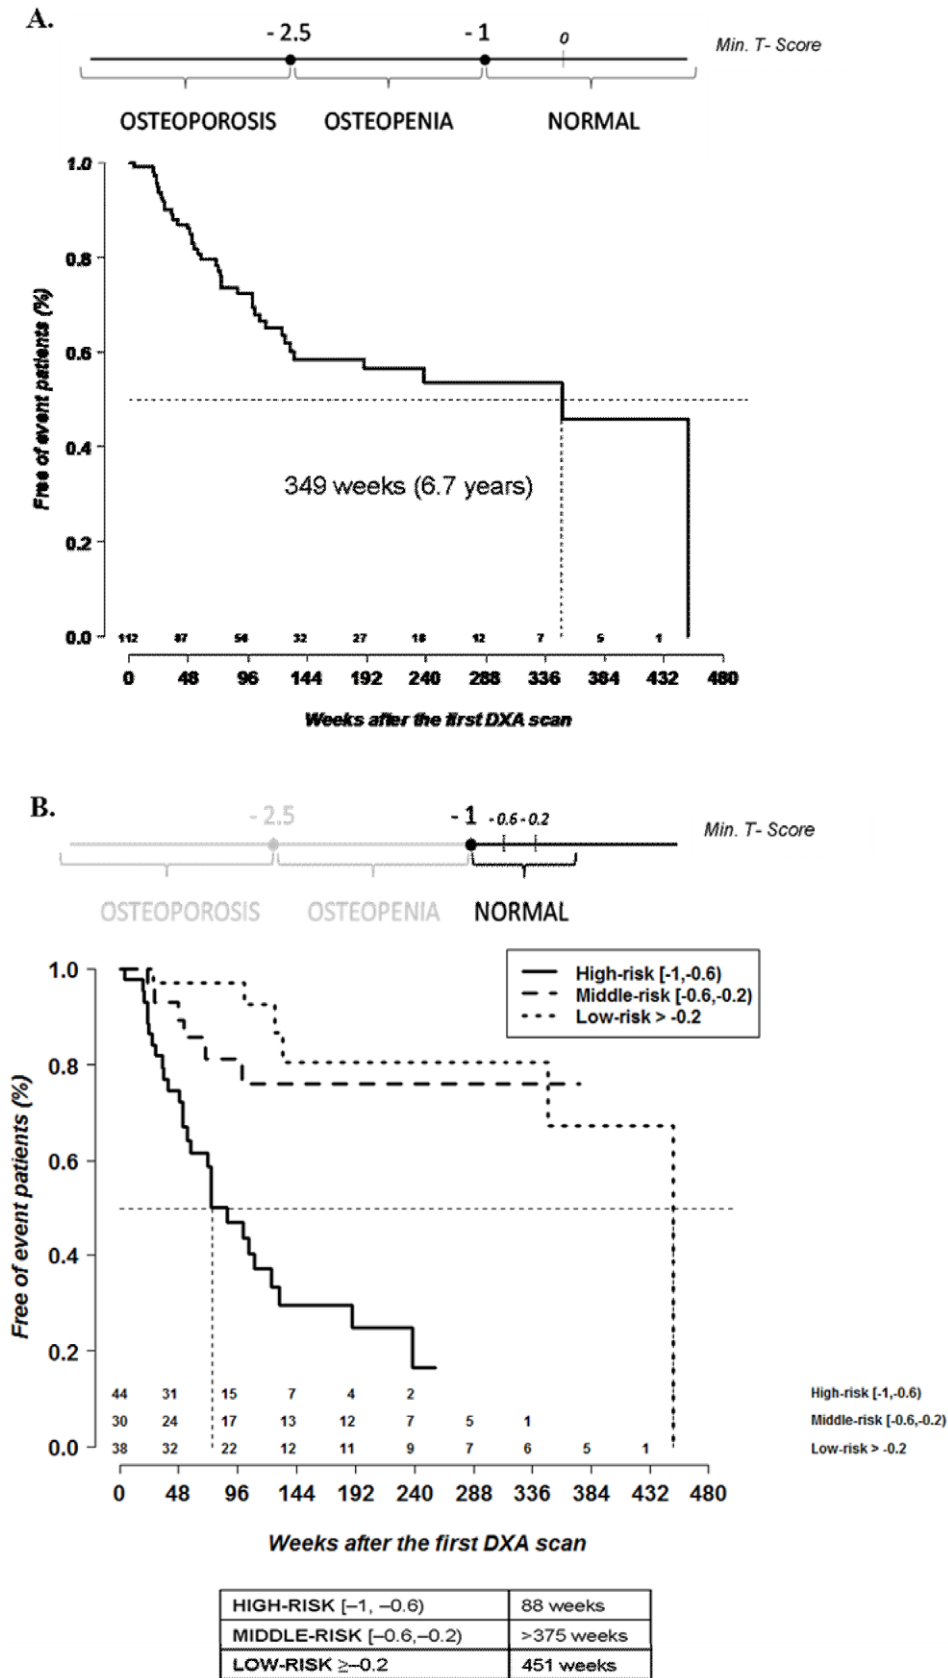 A.
- 2.5 - 1 0 Min. T- Score
OSTEOPOROSIS OSTEOPENIA NORMAL
1.0
0.8
0.6
0.4
0.2
0.0
Free of event patients (%)
349 weeks (6.7 years)
112 87 56 32 27 18 12 7 5 1
0 48 96 144 192 240 288 336 384 432 480
Weeks after the first DXA scan
B.
- 2.5 - 1 - 0.6 - 0.2 Min. T- Score
OSTEOPOROSIS OSTEOPENIA NORMAL
High-risk [-1,-0.6)
Middle-risk [-0.6,-0.2)
Low-risk > -0.2
1.0
0.8
0.6
0.4
0.2
0.0
Free of event patients (%)
44 31 15 7 4 2 High-risk [-1,-0.6)
30 24 17 13 12 7 5 1 Middle-risk [-0.6,-0.2)
38 32 22 12 11 9 7 6 5 1 Low-risk > -0.2
0 48 96 144 192 240 288 336 384 432 480
Weeks after the first DXA scan
HIGH-RISK [–1, –0.6) 88 weeks
MIDDLE-RISK [–0.6,–0.2) >375 weeks
LOW-RISK ≥–0.2 451 weeks